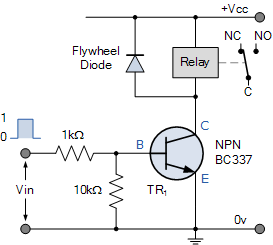 +Vcc
NC NO
Flywheel
Diode
Relay
C
1
0
1kΩ
B
C
NPN
BC337
E
10kΩ
TR1
Vin
0v